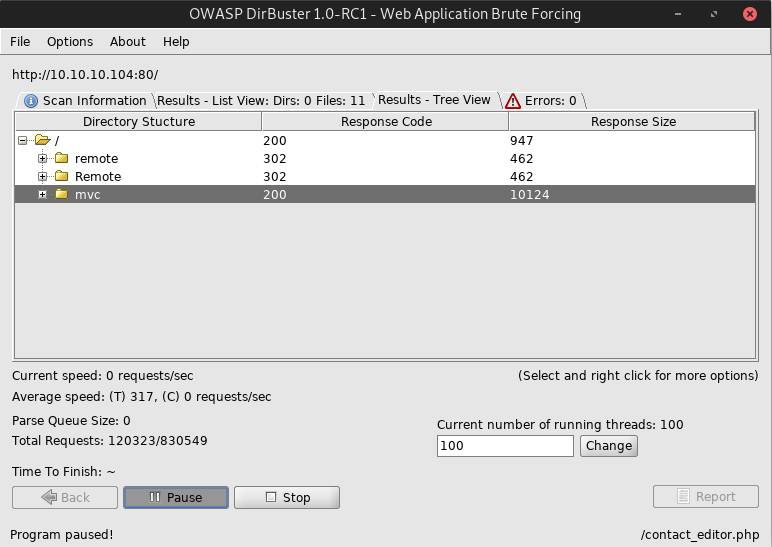 OWASP DirBuster 1.0-RC1 - Web Application Brute Forcing
File Options About Help
http://10.10.10.104:80/
Scan Information Results - List View: Dirs: 0 Files: 11 Results - Tree View Errors: 0
Directory Stucture Response Code Response Size
/ 200 947
remote 302 462
Remote 302 462
mvc 200 10124
Current speed: 0 requests/sec (Select and right click for more options)
Average speed: (T) 317, (C) 0 requests/sec
Parse Queue Size: 0
Current number of running threads: 100
Total Requests: 120323/830549
100 Change
Time To Finish: ~
Back Pause Stop Report
Program paused! /contact_editor.php